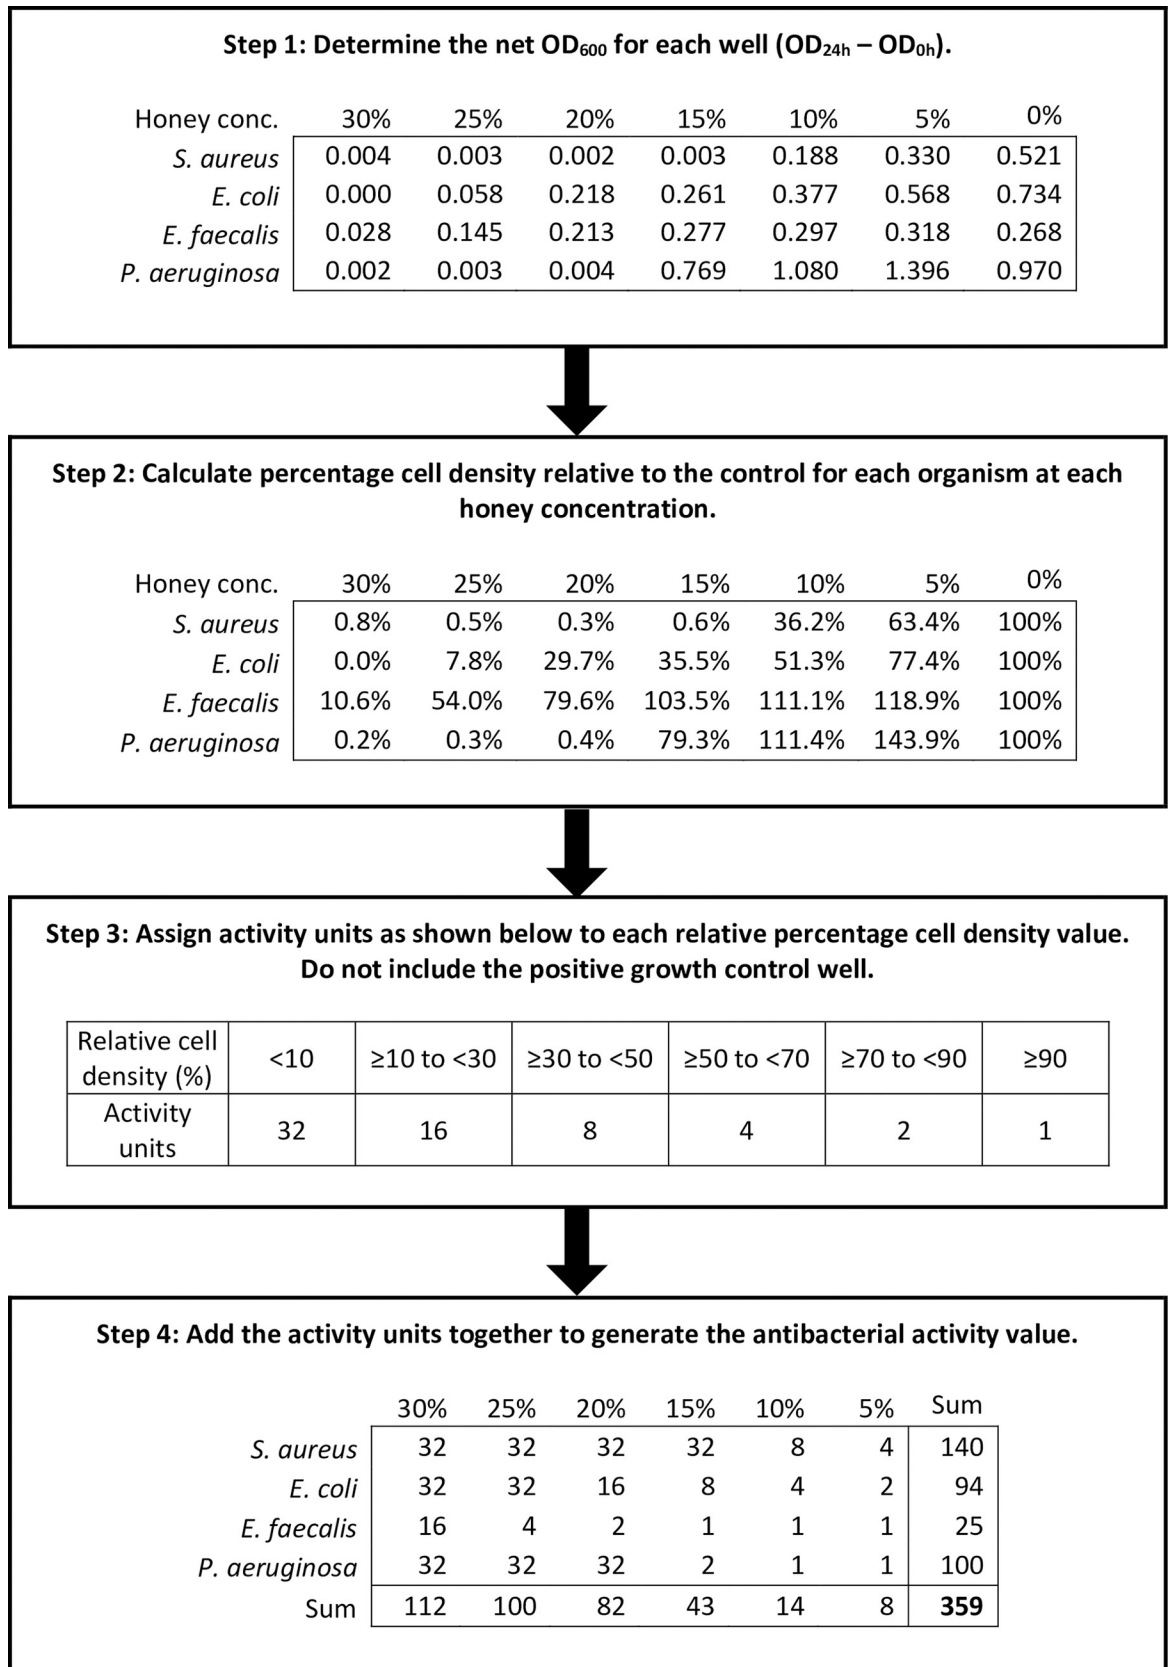 Step 1: Determine the net OD600 for each well (OD24h – OD0h).
Honey conc. 30% 25% 20% 15% 10% 5% 0%
S. aureus 0.004 0.003 0.002 0.003 0.188 0.330 0.521
E. coli 0.000 0.058 0.218 0.261 0.377 0.568 0.734
E. faecalis 0.028 0.145 0.213 0.277 0.297 0.318 0.268
P. aeruginosa 0.002 0.003 0.004 0.769 1.080 1.396 0.970
Step 2: Calculate percentage cell density relative to the control for each organism at each
honey concentration.
Honey conc. 30% 25% 20% 15% 10% 5% 0%
S. aureus 0.8% 0.5% 0.3% 0.6% 36.2% 63.4% 100%
E. coli 0.0% 7.8% 29.7% 35.5% 51.3% 77.4% 100%
E. faecalis 10.6% 54.0% 79.6% 103.5% 111.1% 118.9% 100%
P. aeruginosa 0.2% 0.3% 0.4% 79.3% 111.4% 143.9% 100%
Step 3: Assign activity units as shown below to each relative percentage cell density value.
Do not include the positive growth control well.
Relative cell
density (%) <10 ≥10 to <30 ≥30 to <50 ≥50 to <70 ≥70 to <90 ≥90
Activity
units 32 16 8 4 2 1
Step 4: Add the activity units together to generate the antibacterial activity value.
30% 25% 20% 15% 10% 5% Sum
S. aureus 32 32 32 32 8 4 140
E. coli 32 32 16 8 4 2 94
E. faecalis 16 4 2 1 1 1 25
P. aeruginosa 32 32 32 2 1 1 100
Sum 112 100 82 43 14 8 359